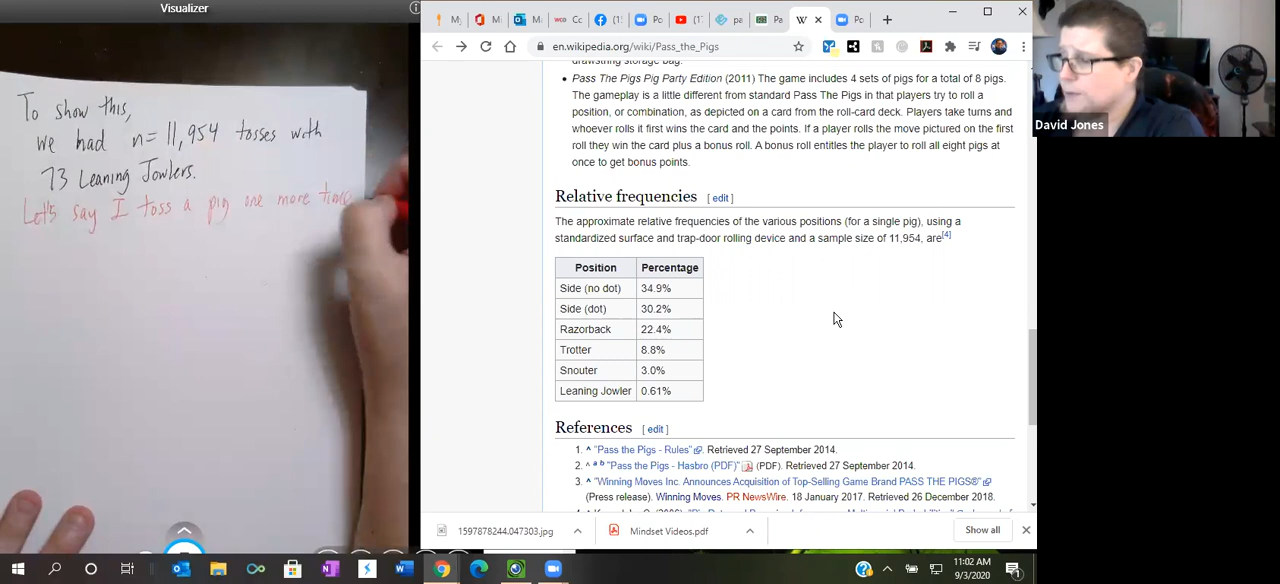 Visualizer
To show this,
we had n=11,954 tosses with
73 Leaning Jowlers.
Let's say I toss a pig one more time
en.wikipedia.org/wiki/Pass_the_Pigs
• Pass The Pigs Pig Party Edition (2011) The game includes 4 sets of pigs for a total of 8 pigs.
The gameplay is a little different from standard Pass The Pigs in that players try to roll a
position, or combination, as depicted on a card from the roll-card deck. Players take turns and
whoever rolls it first wins the card and the points. If a player rolls the move pictured on the first
roll they win the card plus a bonus roll. A bonus roll entitles the player to roll all eight pigs at
once to get bonus points.
Relative frequencies [ edit ]
The approximate relative frequencies of the various positions (for a single pig), using a
standardized surface and trap-door rolling device and a sample size of 11,954, are[4]
Position Percentage
Side (no dot) 34.9%
Side (dot) 30.2%
Razorback 22.4%
Trotter 8.8%
Snouter 3.0%
Leaning Jowler 0.61%
References [ edit ]
1. ^ "Pass the Pigs - Rules". Retrieved 27 September 2014.
2. ^ a b "Pass the Pigs - Hasbro (PDF)" (PDF). Retrieved 27 September 2014.
3. ^ "Winning Moves Inc. Announces Acquisition of Top-Selling Game Brand PASS THE PIGS®"
(Press release). Winning Moves. PR NewsWire. 18 January 2017. Retrieved 26 December 2018.
David Jones
1597878244.047303.jpg
Mindset Videos.pdf
Show all
11:02 AM
9/3/2020